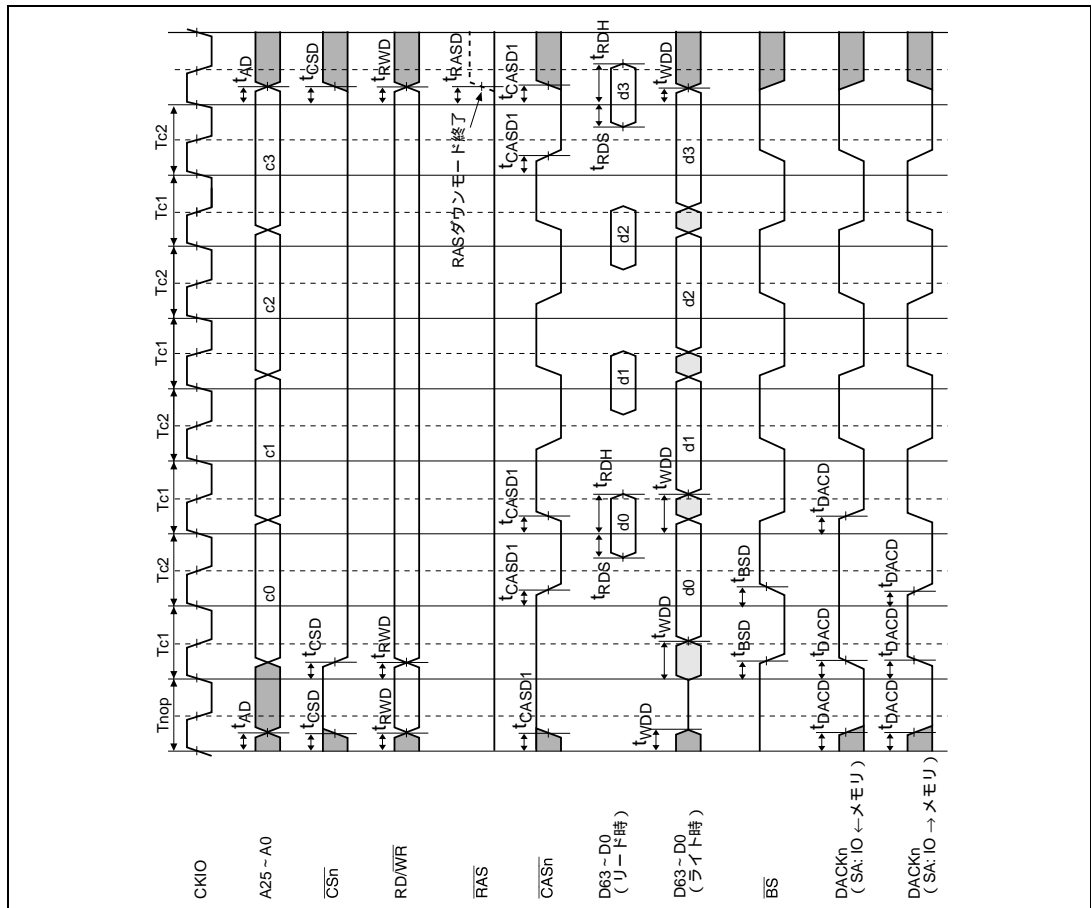 Tnop
Tc1
Tc2
Tc1
Tc2
Tc1
Tc2
Tc1
Tc2
CKIO
A25 ~ A0
tAD
c0
c1
c2
c3
tAD
CSn
tCSD
tCSD
tCSD
RD/WR
tRWD
tRWD
tRWD
RAS
RASダウンモード終了
tRASD
CASn
tCASD1
tCASD1
tCASD1
tCASD1
tCASD1
D63 ~ D0
( リード時 )
tRDS
d0
tRDH
d1
d2
tRDS
d3
tRDH
D63 ~ D0
( ライト時 )
tWDD
tWDD
d0
tWDD
d1
d2
d3
tWDD
BS
tBSD
tBSD
DACKn
( SA: IO ← メモリ )
tDACD
tDACD
tDACD
DACKn
( SA: IO → メモリ )
tDACD
tDACD
tDACD